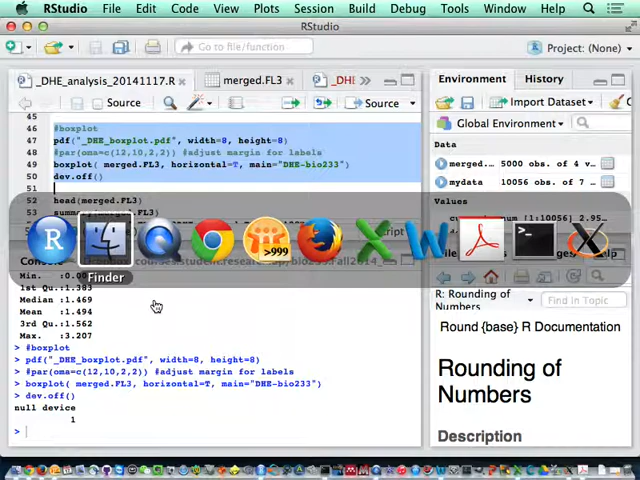 RStudio File Edit Code View Plots Session Build Debug Tools Window Help
RStudio
Go to file/function
Project: (None)
_DHE_analysis_20141117.R
merged.FL3
Environment History
Source
Source
Import Dataset
Global Environment
45
46 #boxplot
47 pdf("_DHE_boxplot.pdf", width=8, height=8)
48 #par(oma=c(12,10,2,2)) #adjust margin for labels
49 boxplot( merged.FL3, horizontal=T, main="DHE-bio233")
50 dev.off()
51
52 head(merged.FL3)
53
Data
merged.… 5000 obs. of 4 v…
mydata 10056 obs. of 7
Values
>999
Finder
1st Qu.:1.383
Median :1.469
Mean :1.494
3rd Qu.:1.562
Max. :3.207
> #boxplot
> pdf("_DHE_boxplot.pdf", width=8, height=8)
> #par(oma=c(12,10,2,2)) #adjust margin for labels
> boxplot( merged.FL3, horizontal=T, main="DHE-bio233")
> dev.off()
null device
1
>
R: Rounding of Numbers
Find in Topic
Round {base} R Documentation
Rounding of
Numbers
Description